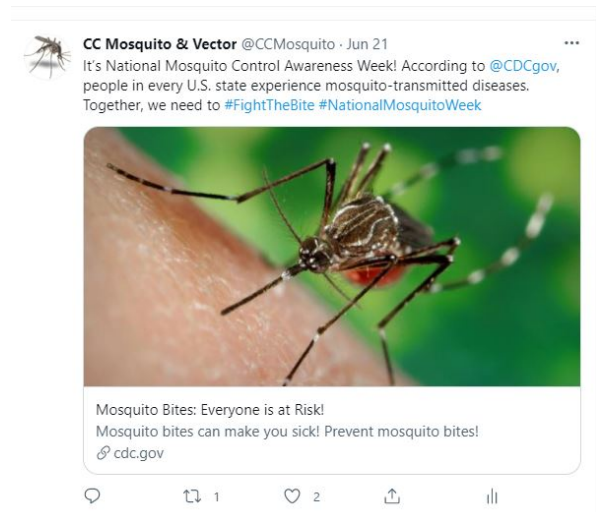 CC Mosquito & Vector @CCMosquito · Jun 21
It's National Mosquito Control Awareness Week! According to @CDCgov,
people in every U.S. state experience mosquito-transmitted diseases.
Together, we need to #FightTheBite #NationalMosquitoWeek
Mosquito Bites: Everyone is at Risk!
Mosquito bites can make you sick! Prevent mosquito bites!
cdc.gov
1
2